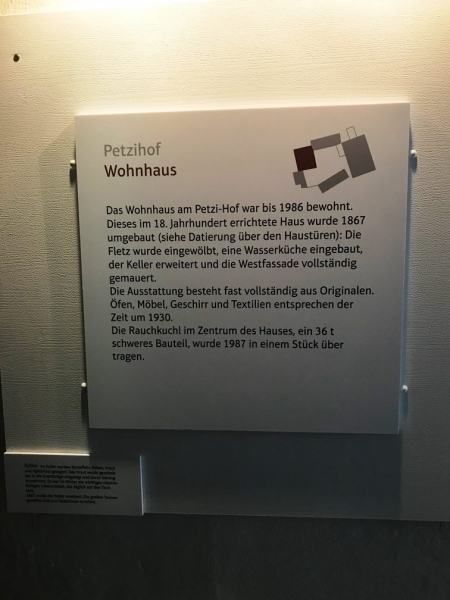 Petzihof
Wohnhaus
Das Wohnhaus am Petzi-Hof war bis 1986 bewohnt.
Dieses im 18. Jahrhundert errichtete Haus wurde 1867
umgebaut (siehe Datierung über den Haustüren): Die
Fletz wurde eingewölbt, eine Wasserküche eingebaut,
der Keller erweitert und die Westfassade vollständig
gemauert.
Die Ausstattung besteht fast vollständig aus Originalen.
Öfen, Möbel, Geschirr und Textilien entsprechen der
Zeit um 1930.
Die Rauchkuchl im Zentrum des Hauses, ein 36 t
schweres Bauteil, wurde 1987 in einem Stück über
tragen.